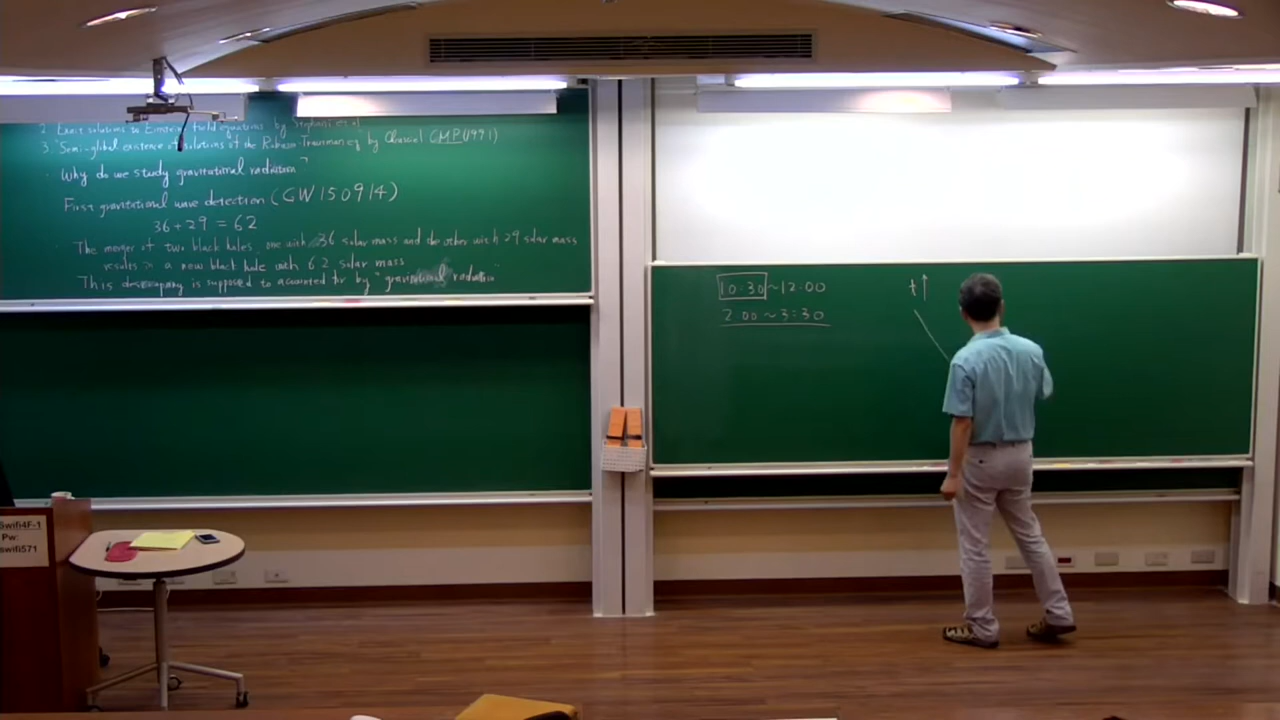 2. Exact solutions to Einstein field equations by Stephani et al
3. "Semi-global existence of solutions of the Robinson-Trautman eq" by Chrusciel CMP (1991)
Why do we study gravitational radiation?
First gravitational wave detection (GW150914)
36+29=62
The merger of two black holes, one with 36 solar mass and the other with 29 solar mass
results in a new black hole with 62 solar mass
This descrepancy is supposed to accounted for by "gravitational radiation"
10:30~12:00
2:00~3:30
t↑
Swifi4F-1
Pw:
swifi571